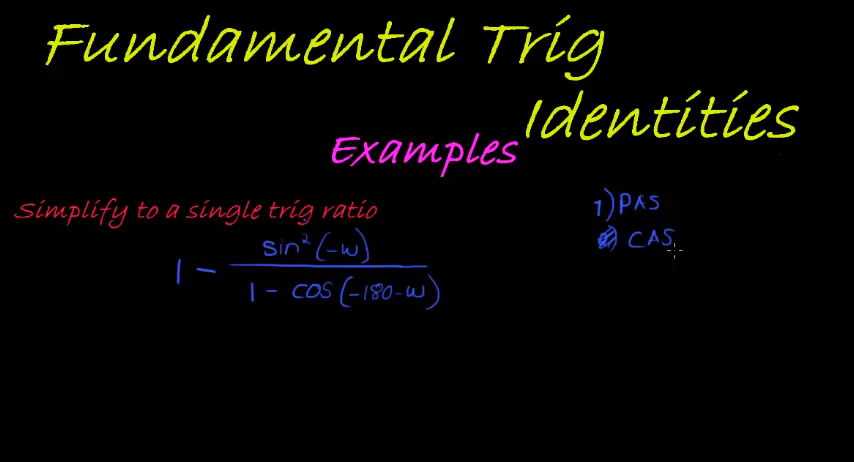 Fundamental Trig
Identities
Examples
Simplify to a single trig ratio
1) PAS
CAS
1 - sin²(-w) / 1 - cos(-180-w)